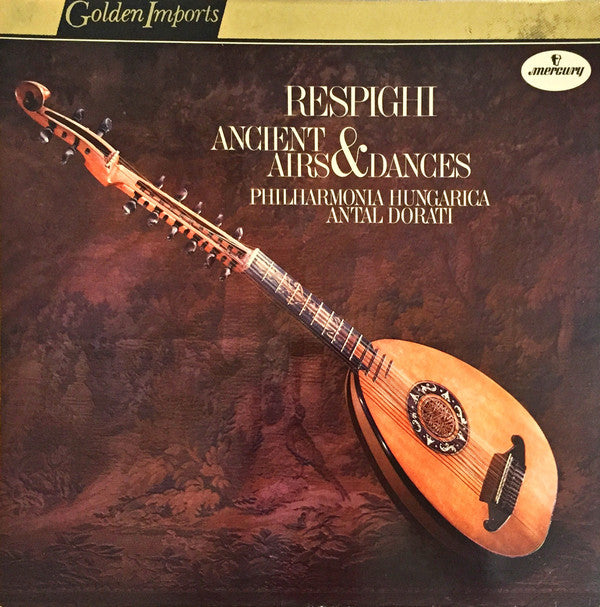 Golden Imports
mercury
RESPIGHI
ANCIENT
AIRS & DANCES
PHILHARMONIA HUNGARICA
ANTAL DORATI